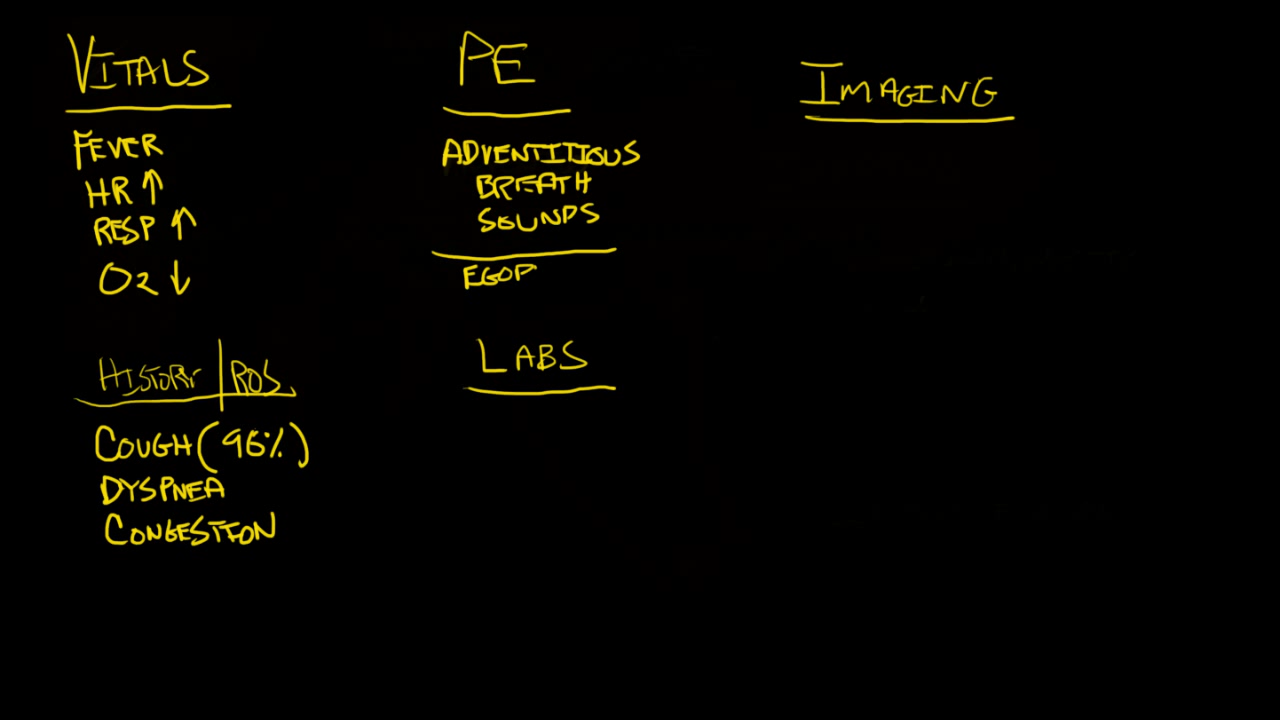 VITALS
FEVER
HR ↑
RESP ↑
O2 ↓
HISTORY | ROS
COUGH (96%)
DYSPNEA
CONGESTION
PE
ADVENTITIOUS
BREATH
SOUNDS
EGOP
LABS
IMAGING